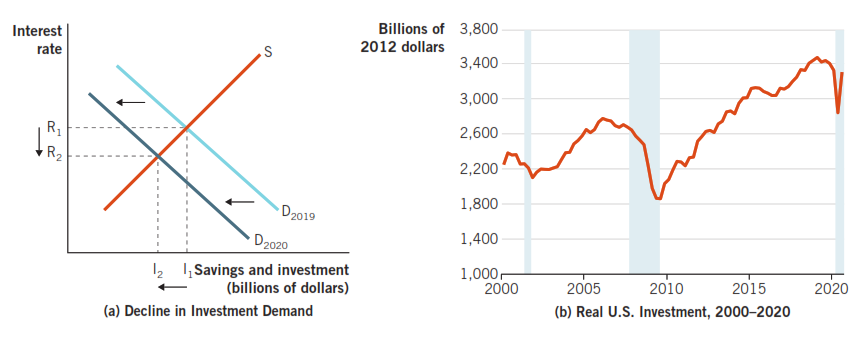 Interest
rate
S
R1
R2
D2019
D2020
I2
I1
Savings and investment
(billions of dollars)
(a) Decline in Investment Demand
Billions of
2012 dollars
3,800
3,400
3,000
2,600
2,200
1,800
1,400
1,000
2000
2005
2010
2015
2020
(b) Real U.S. Investment, 2000–2020